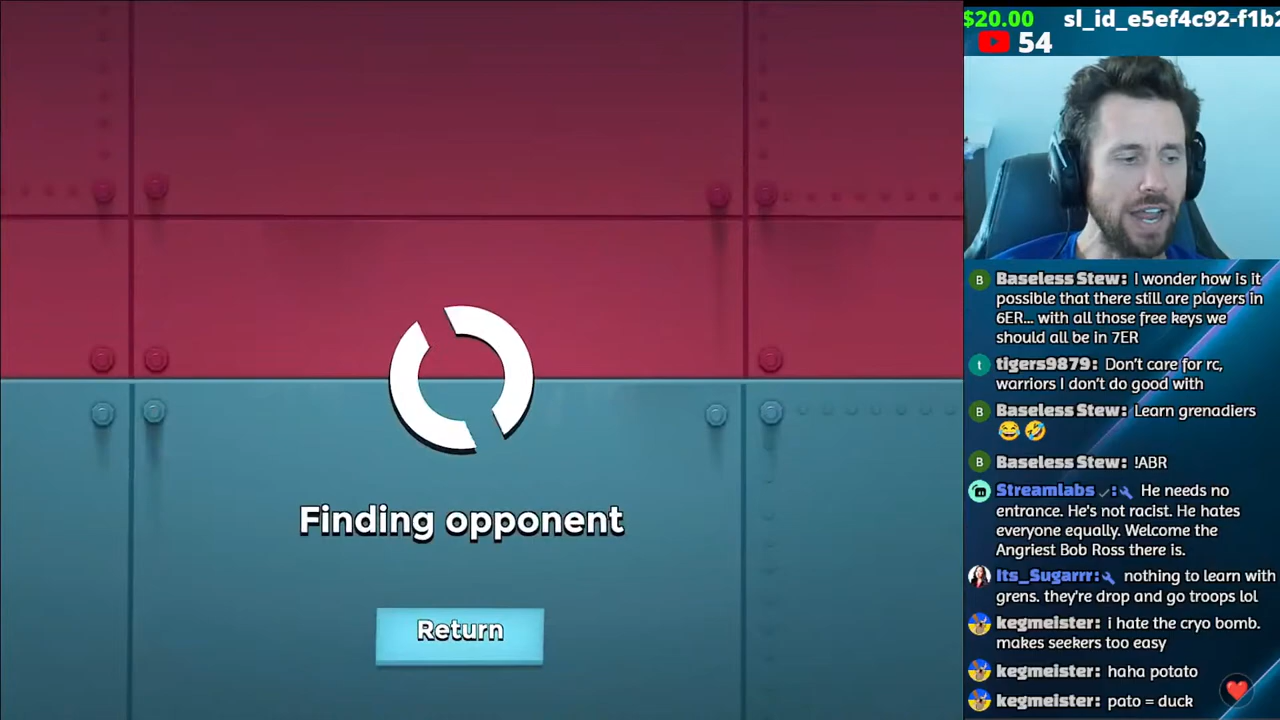 $20.00 sl_id_e5ef4c92-f1b2
54
Finding opponent
Return
B Baseless Stew: I wonder how is it
possible that there still are players in
6ER... with all those free keys we
should all be in 7ER
t tigers9879: Don't care for rc,
warriors I don't do good with
B Baseless Stew: Learn grenadiers
😂 🤣
B Baseless Stew: !ABR
Streamlabs ✓: He needs no
entrance. He's not racist. He hates
everyone equally. Welcome the
Angriest Bob Ross there is.
Its_Sugarrr: nothing to learn with
grens. they're drop and go troops lol
kegmeister: i hate the cryo bomb.
makes seekers too easy
kegmeister: haha potato
kegmeister: pato = duck